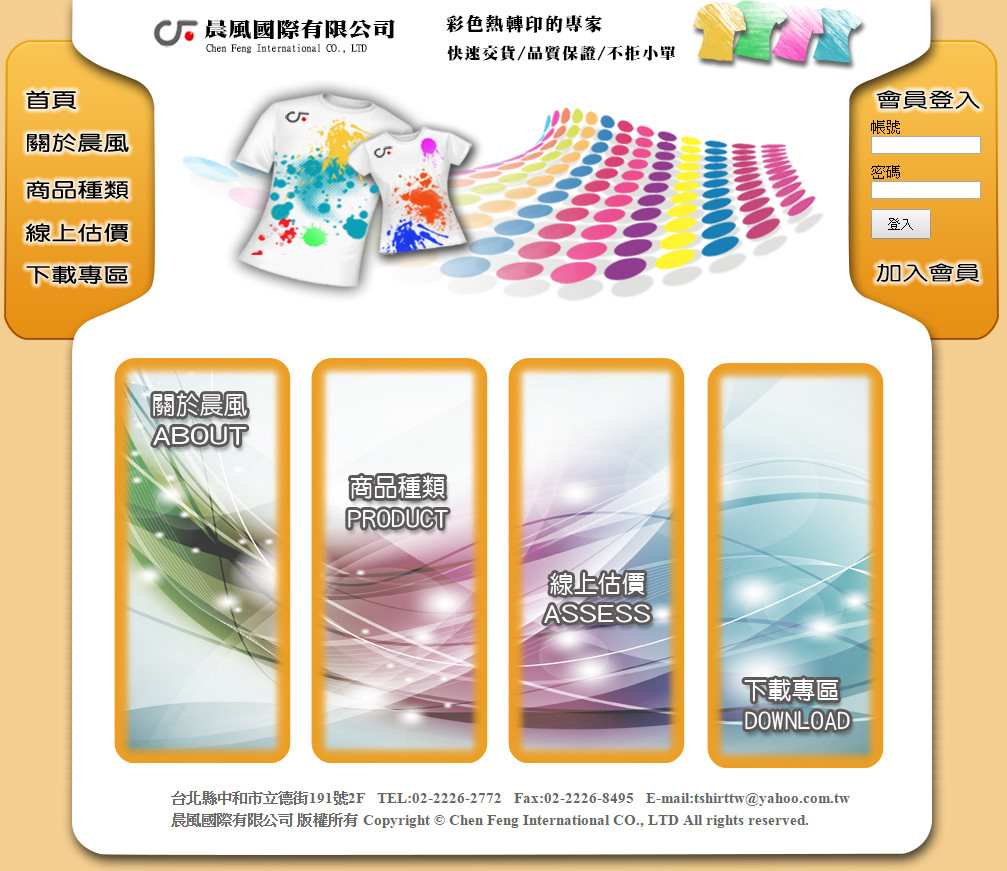 晨風國際有限公司
Chen Feng International CO., LTD
彩色熱轉印的專家
快速交貨/品質保證/不拒小單
首頁
關於晨風
商品種類
線上估價
下載專區
會員登入
帳號
密碼
登入
加入會員
關於晨風
ABOUT
商品種類
PRODUCT
線上估價
ASSESS
下載專區
DOWNLOAD
台北縣中和市立德街191號2F TEL:02-2226-2772 Fax:02-2226-8495 E-mail:tshirttw@yahoo.com.tw
晨風國際有限公司 版權所有 Copyright © Chen Feng International CO., LTD All rights reserved.